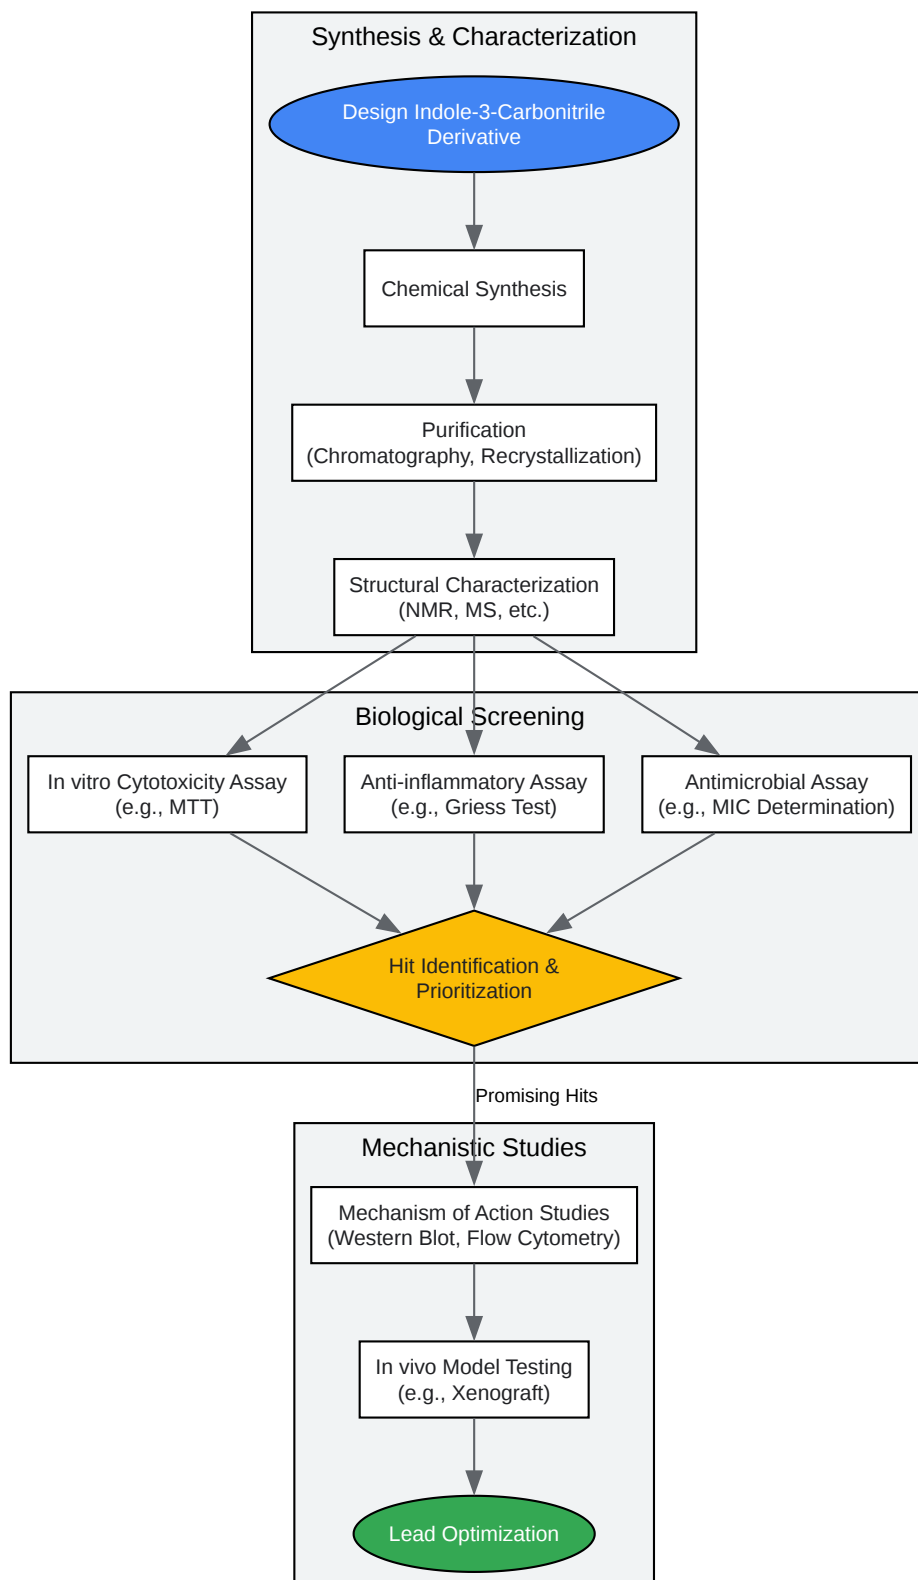 Synthesis & Characterization
Design Indole-3-Carbonitrile
Derivative
Chemical Synthesis
Purification
(Chromatography, Recrystallization)
Structural Characterization
(NMR, MS, etc.)
Biological Screening
In vitro Cytotoxicity Assay
(e.g., MTT)
Anti-inflammatory Assay
(e.g., Griess Test)
Antimicrobial Assay
(e.g., MIC Determination)
Hit Identification &
Prioritization
Promising Hits
Mechanistic Studies
Mechanism of Action Studies
(Western Blot, Flow Cytometry)
In vivo Model Testing
(e.g., Xenograft)
Lead Optimization